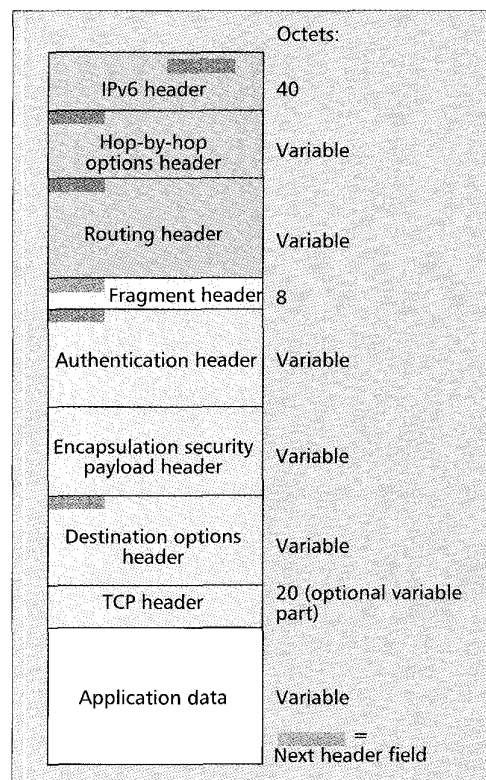 Octets:
IPv6 header
40
Hop-by-hop
options header
Variable
Routing header
Variable
Fragment header
8
Authentication header
Variable
Encapsulation security
payload header
Variable
Destination options
header
Variable
TCP header
20 (optional variable
part)
Application data
Variable
=
Next header field